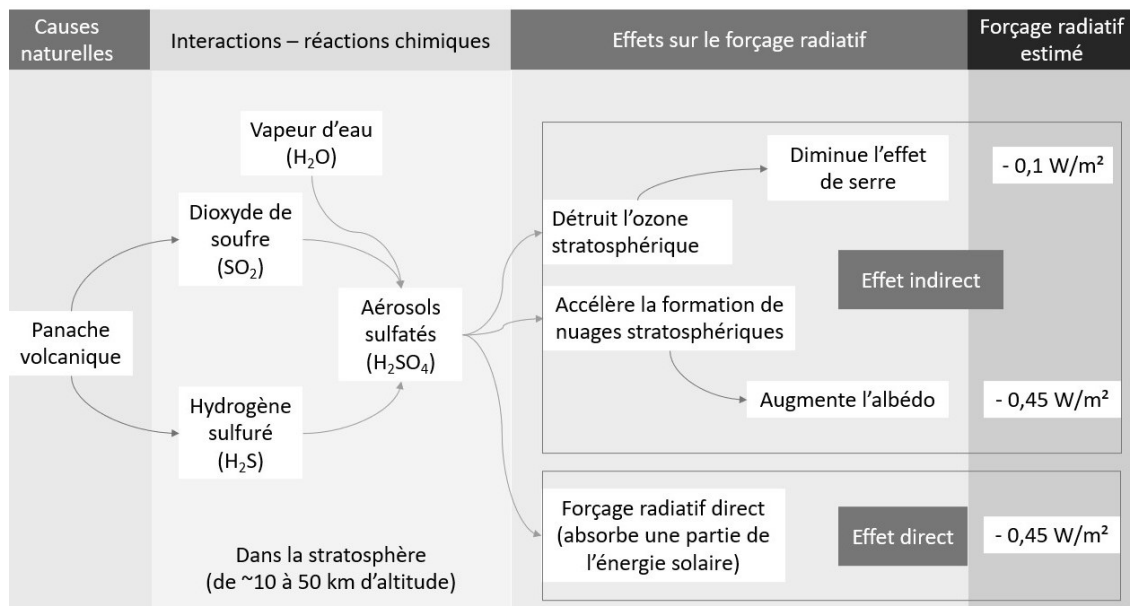 Causes
naturelles
Interactions – réactions chimiques
Effets sur le forçage radiatif
Forçage radiatif
estimé
Vapeur d’eau
(H₂O)
Dioxyde de
soufre
(SO₂)
Panache
volcanique
Hydrogène
sulfuré
(H₂S)
Aérosols
sulfatés
(H₂SO₄)
Dans la stratosphère
(de ~10 à 50 km d’altitude)
Détruit l’ozone
stratosphérique
Diminue l’effet
de serre
- 0,1 W/m²
Effet indirect
Accélère la formation de
nuages stratosphériques
Augmente l’albédo
- 0,45 W/m²
Forçage radiatif direct
(absorbe une partie de
l’énergie solaire)
Effet direct
- 0,45 W/m²